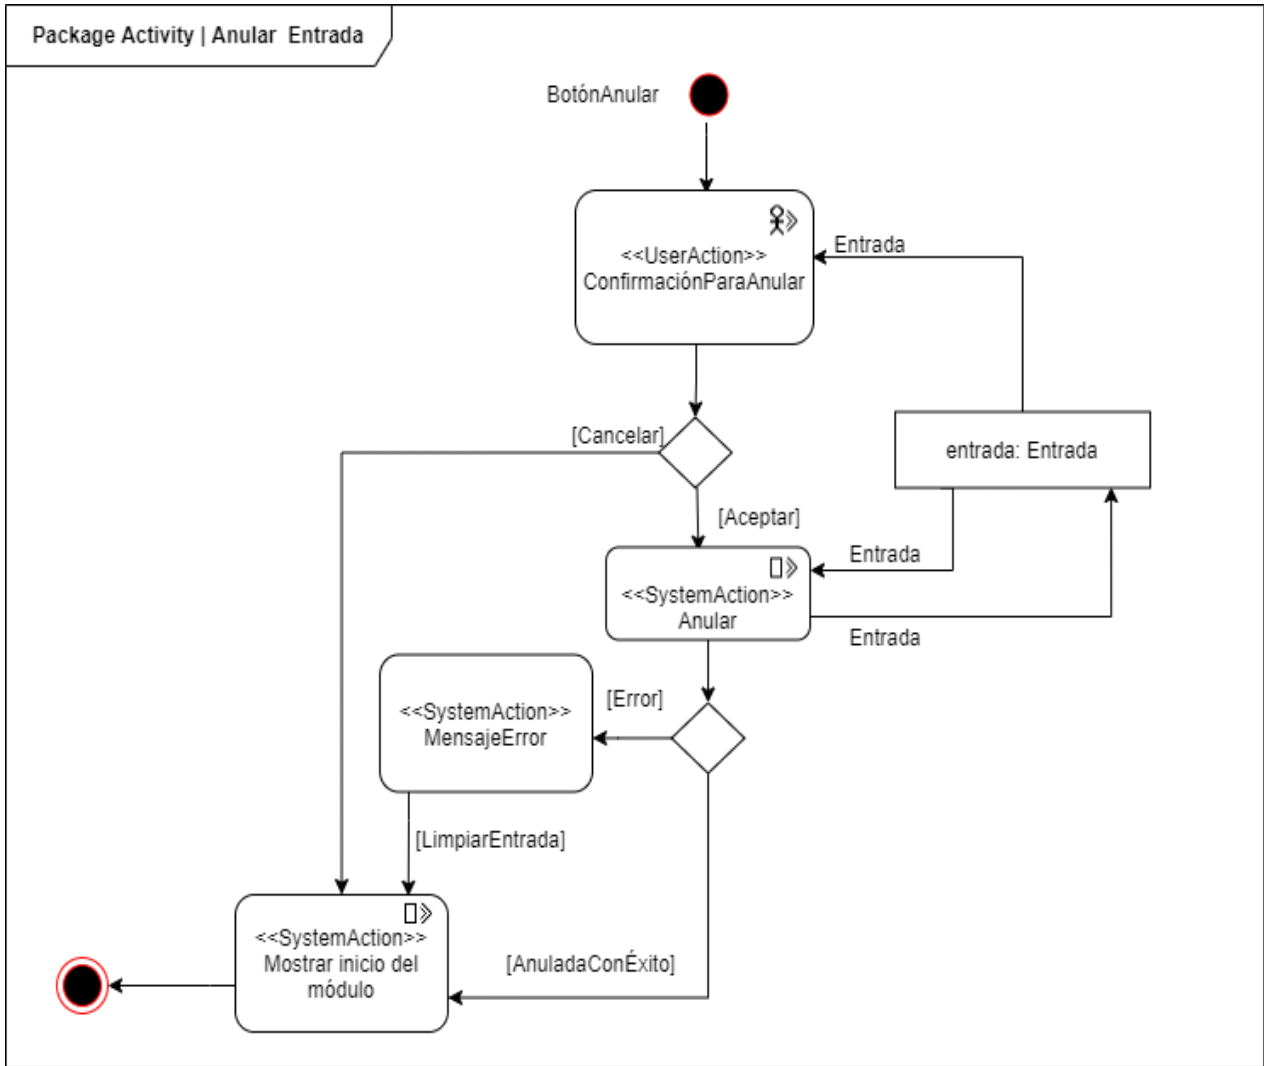 Package Activity | Anular Entrada
BotónAnular
<<UserAction>>
ConfirmaciónParaAnular
Entrada
[Cancelar]
entrada: Entrada
[Aceptar]
Entrada
<<SystemAction>>
Anular
Entrada
[Error]
<<SystemAction>>
MensajeError
[LimpiarEntrada]
<<SystemAction>>
Mostrar inicio del
módulo
[AnuladaConÉxito]